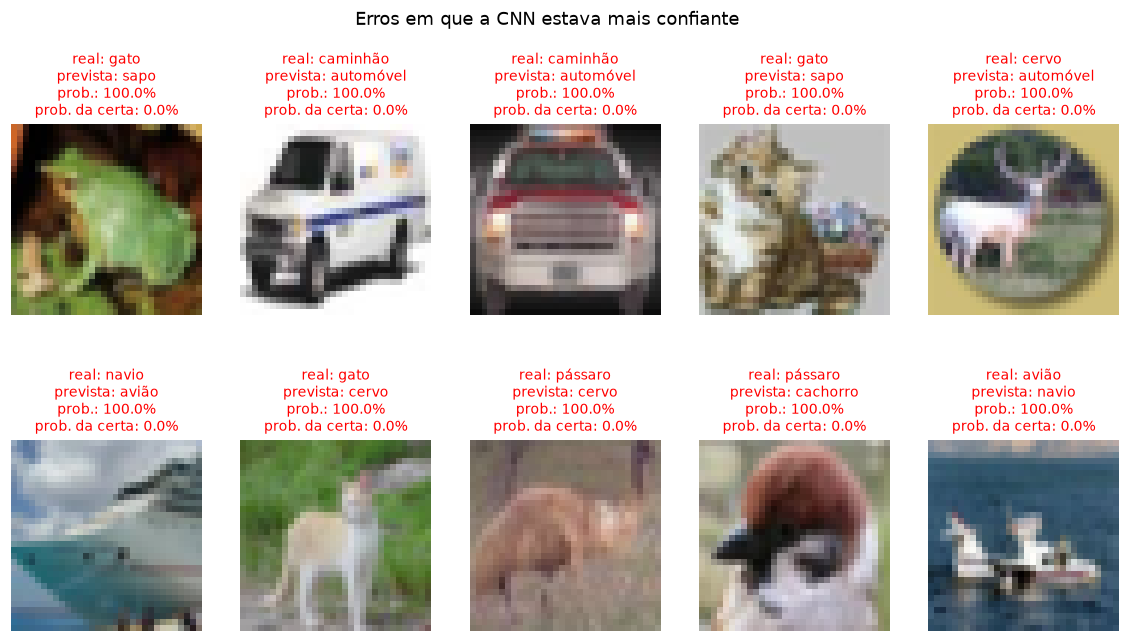 Erros em que a CNN estava mais confiante
real: gato
prevista: sapo
prob.: 100.0%
prob. da certa: 0.0%
real: caminhão
prevista: automóvel
prob.: 100.0%
prob. da certa: 0.0%
real: caminhão
prevista: automóvel
prob.: 100.0%
prob. da certa: 0.0%
real: gato
prevista: sapo
prob.: 100.0%
prob. da certa: 0.0%
real: cervo
prevista: automóvel
prob.: 100.0%
prob. da certa: 0.0%
real: navio
prevista: avião
prob.: 100.0%
prob. da certa: 0.0%
real: gato
prevista: cervo
prob.: 100.0%
prob. da certa: 0.0%
real: pássaro
prevista: cervo
prob.: 100.0%
prob. da certa: 0.0%
real: pássaro
prevista: cachorro
prob.: 100.0%
prob. da certa: 0.0%
real: avião
prevista: navio
prob.: 100.0%
prob. da certa: 0.0%